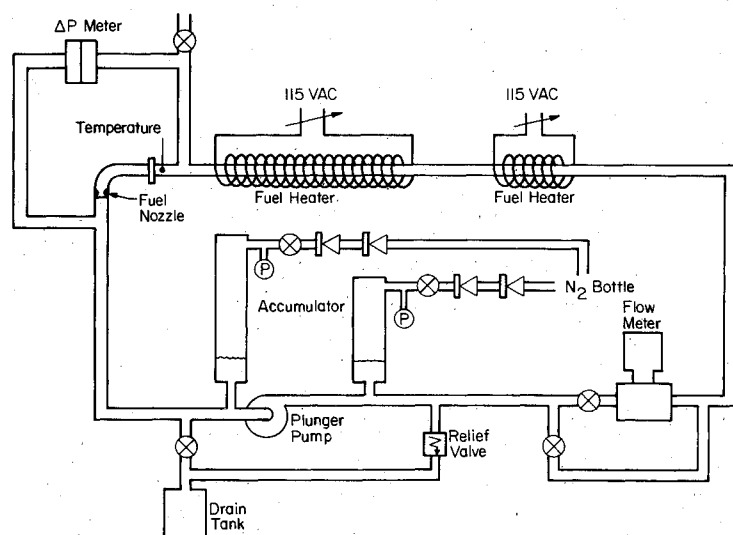 ΔP Meter
115 VAC
115 VAC
Temperature
Fuel Heater
Fuel Heater
Fuel
Nozzle
P
N2 Bottle
Accumulator
P
Flow
Meter
Plunger
Pump
Relief
Valve
Drain
Tank